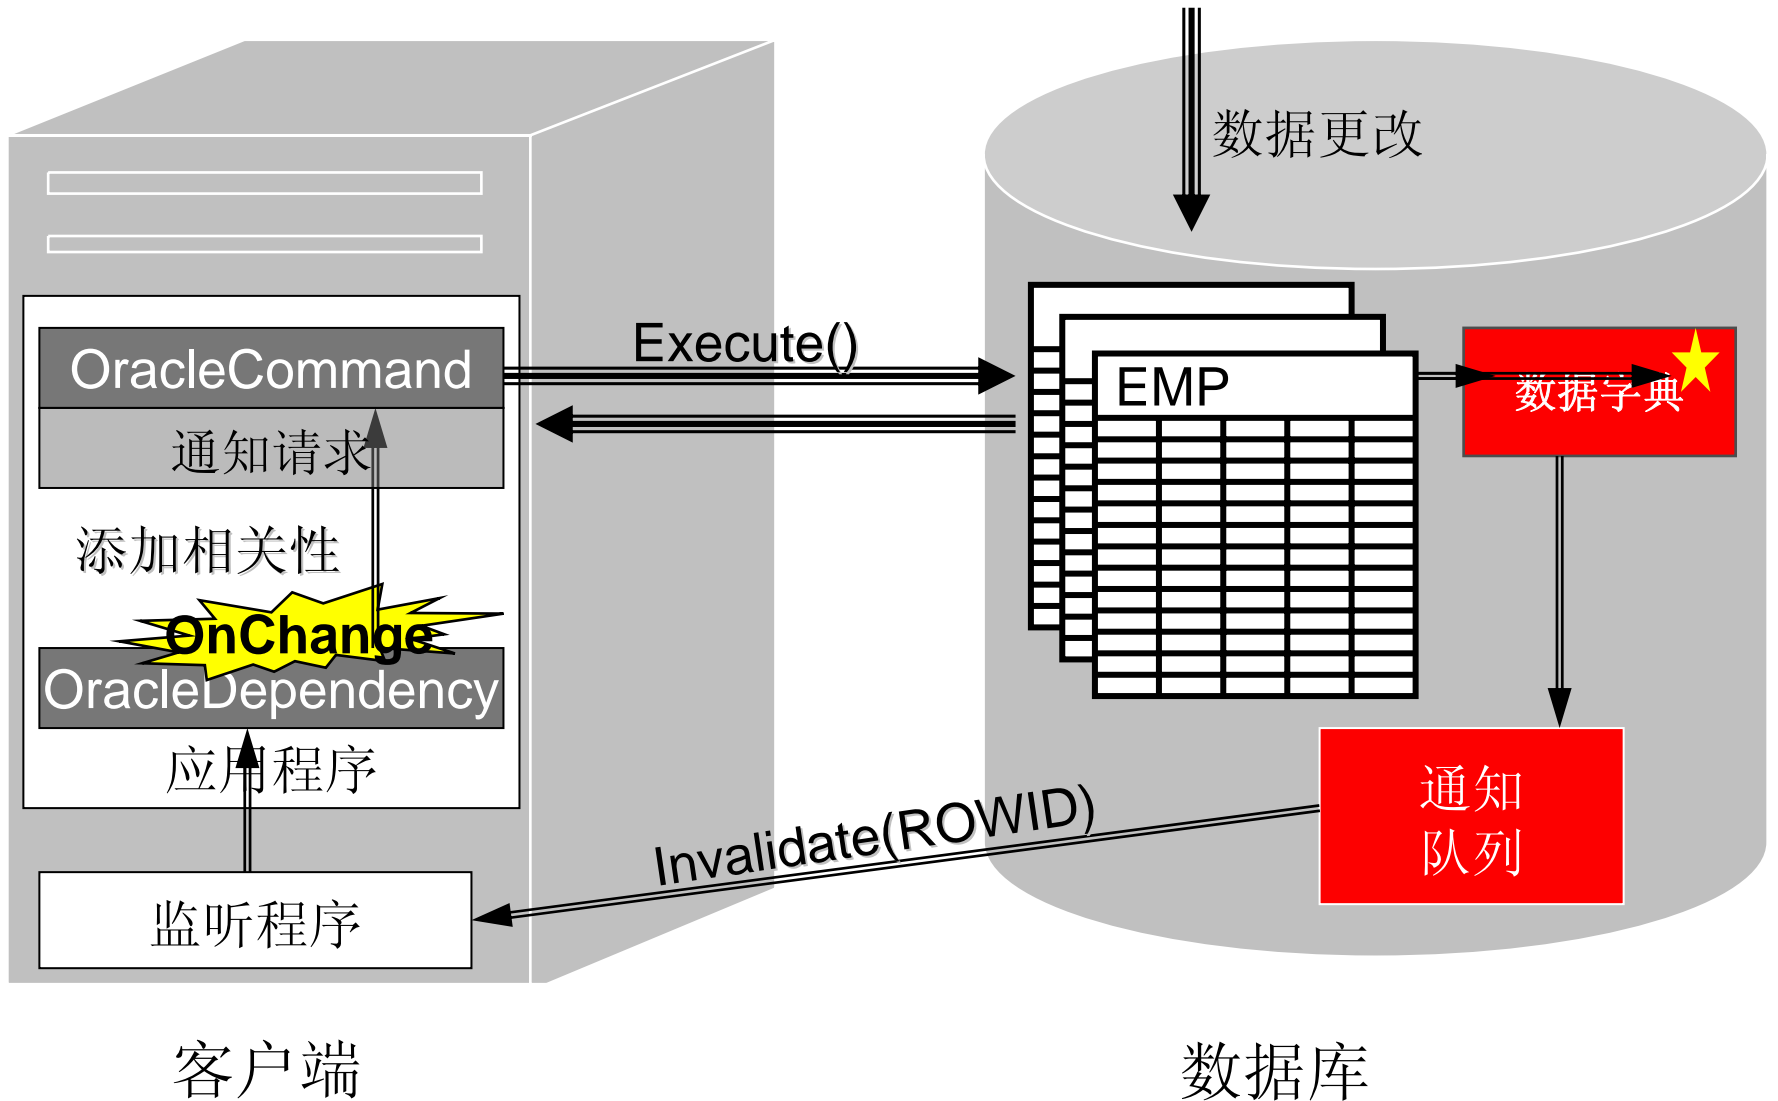 数据更改
Execute()
OracleCommand
通知请求
添加相关性
OnChange
OracleDependency
应用程序
监听程序
EMP
数据字典
通知
队列
Invalidate(ROWID)
客户端
数据库